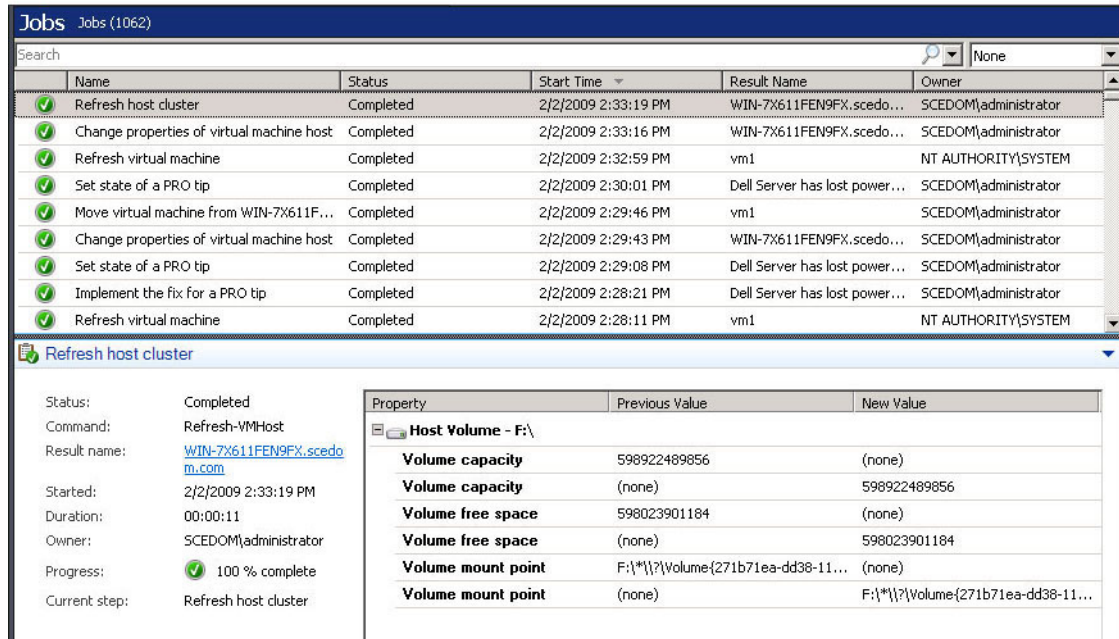 Jobs Jobs (1062)
Search None
Name Status Start Time Result Name Owner
Refresh host cluster Completed 2/2/2009 2:33:19 PM WIN-7X611FEN9FX.scedo... SCEDOM\administrator
Change properties of virtual machine host Completed 2/2/2009 2:33:16 PM WIN-7X611FEN9FX.scedo... SCEDOM\administrator
Refresh virtual machine Completed 2/2/2009 2:32:59 PM vm1 NT AUTHORITY\SYSTEM
Set state of a PRO tip Completed 2/2/2009 2:30:01 PM Dell Server has lost power... SCEDOM\administrator
Move virtual machine from WIN-7X611F... Completed 2/2/2009 2:29:46 PM vm1 SCEDOM\administrator
Change properties of virtual machine host Completed 2/2/2009 2:29:43 PM WIN-7X611FEN9FX.scedo... SCEDOM\administrator
Set state of a PRO tip Completed 2/2/2009 2:29:08 PM Dell Server has lost power... SCEDOM\administrator
Implement the fix for a PRO tip Completed 2/2/2009 2:28:21 PM Dell Server has lost power... SCEDOM\administrator
Refresh virtual machine Completed 2/2/2009 2:28:11 PM vm1 NT AUTHORITY\SYSTEM
Refresh host cluster
Status: Completed
Command: Refresh-VMHost
Result name: WIN-7X611FEN9FX.scedo
m.com
Started: 2/2/2009 2:33:19 PM
Duration: 00:00:11
Owner: SCEDOM\administrator
Progress: 100 % complete
Current step: Refresh host cluster
Property Previous Value New Value
Host Volume - F:\
Volume capacity 598922489856 (none)
Volume capacity (none) 598922489856
Volume free space 598023901184 (none)
Volume free space (none) 598023901184
Volume mount point F:\*\\?\Volume{271b71ea-dd38-11... (none)
Volume mount point (none) F:\*\\?\Volume{271b71ea-dd38-11...